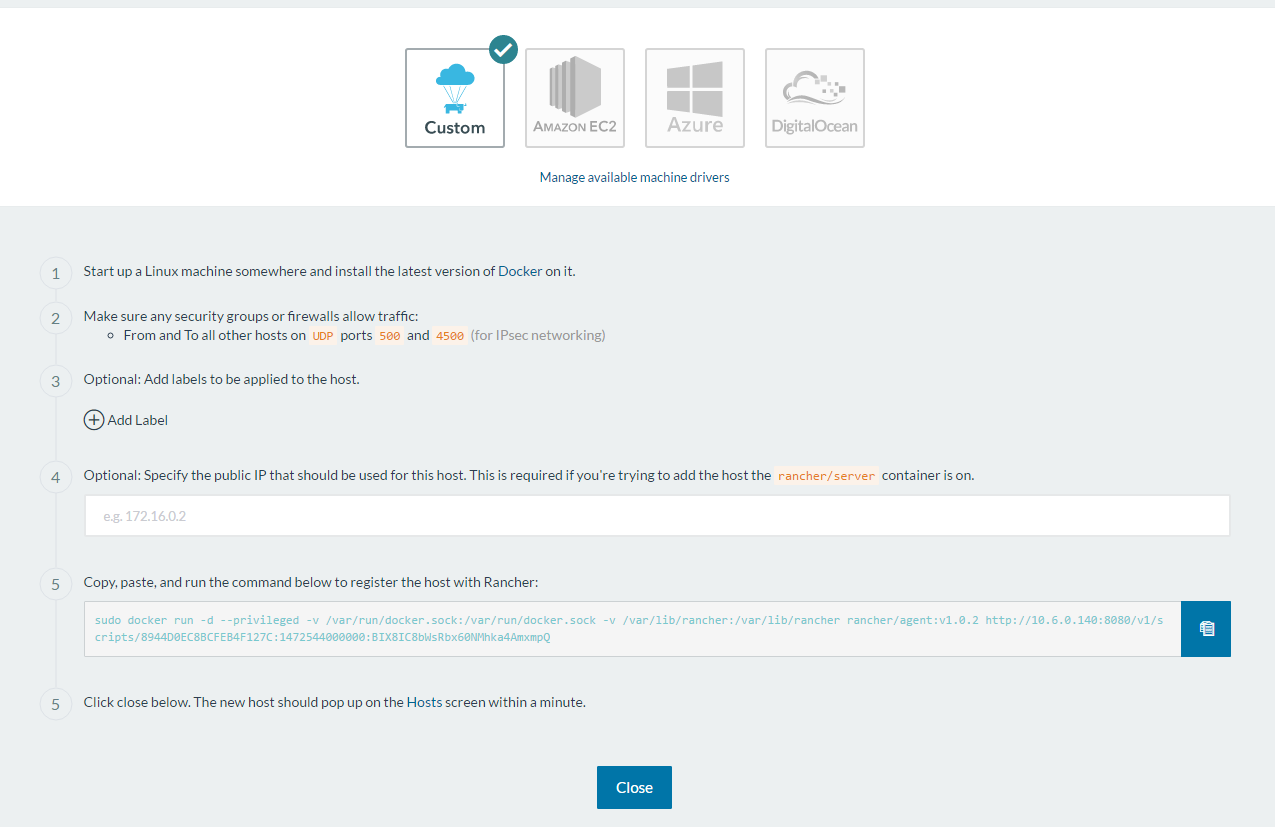 Custom
AMAZON EC2
Azure
DigitalOcean
Manage available machine drivers
1
Start up a Linux machine somewhere and install the latest version of Docker on it.
2
Make sure any security groups or firewalls allow traffic:
From and To all other hosts on UDP ports 500 and 4500 (for IPsec networking)
3
Optional: Add labels to be applied to the host.
Add Label
4
Optional: Specify the public IP that should be used for this host. This is required if you're trying to add the host the rancher/server container is on.
e.g. 172.16.0.2
5
Copy, paste, and run the command below to register the host with Rancher:
sudo docker run -d --privileged -v /var/run/docker.sock:/var/run/docker.sock -v /var/lib/rancher:/var/lib/rancher rancher/agent:v1.0.2 http://10.6.0.140:8080/v1/s
cripts/8944D0EC8BCFEB4F127C:1472544000000:BIX8IC8bWsRbx60NMhka4AmxmpQ
5
Click close below. The new host should pop up on the Hosts screen within a minute.
Close